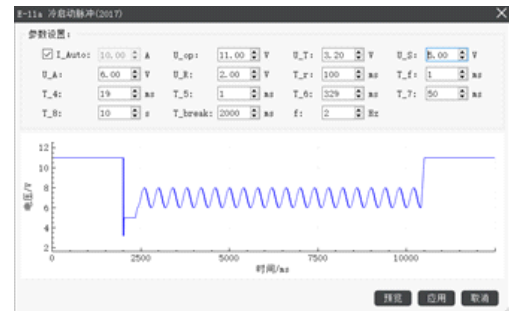 E-11a 冷启动脉冲(2017)
参数设置:
I_Auto: 10.00 A U_op: 11.00 V U_T: 3.20 V U_S: 5.00 V
U_A: 6.00 V U_R: 2.00 V T_r: 100 ms T_f: 1 ms
T_4: 19 ms T_5: 1 ms T_6: 329 ms T_7: 50 ms
T_8: 10 s T_break: 2000 ms f: 2 Hz
12
10
8
6
4
2
电压/V
0 2500 5000 7500 10000
时间/ms
预览 应用 取消